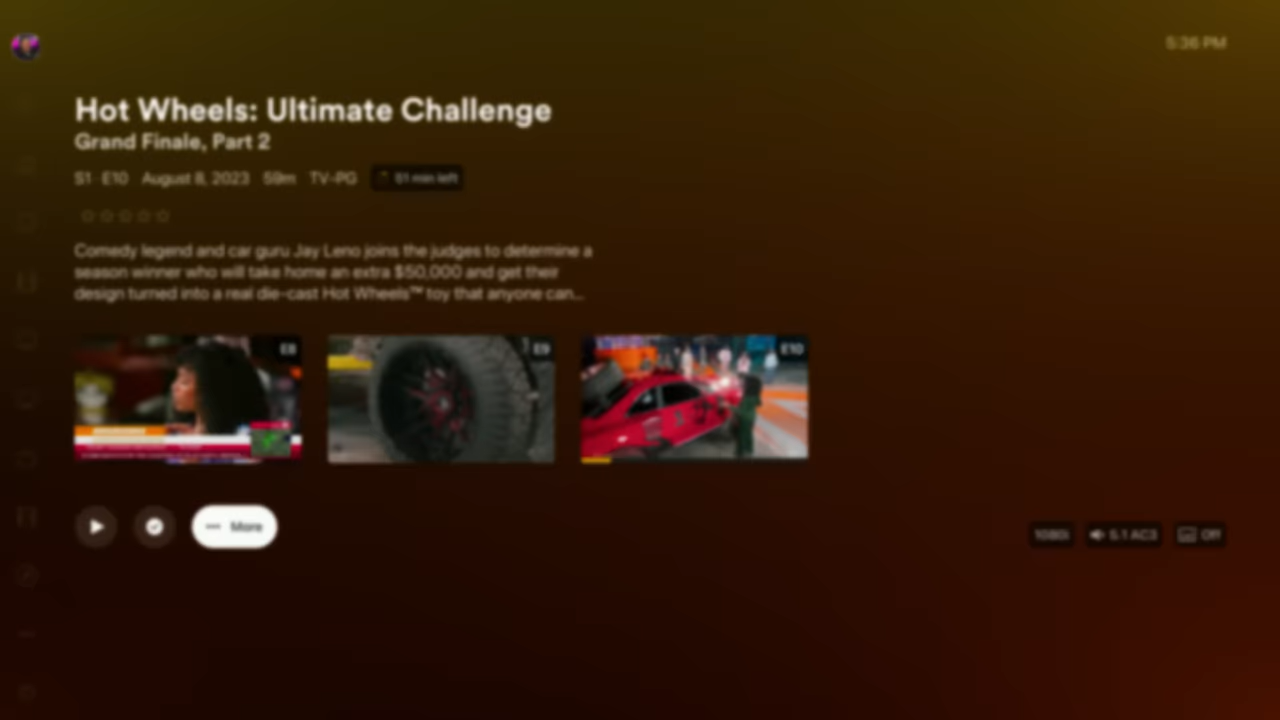 5:36 PM
Hot Wheels: Ultimate Challenge
Grand Finale, Part 2
S1 E10 August 8, 2023 59m TV-PG 51 min left
Comedy legend and car guru Jay Leno joins the judges to determine a
season winner who will take home an extra $50,000 and get their
design turned into a real die-cast Hot Wheels™ toy that anyone can...
E8 E9 E10
More
1080i 5.1 AC3 Off